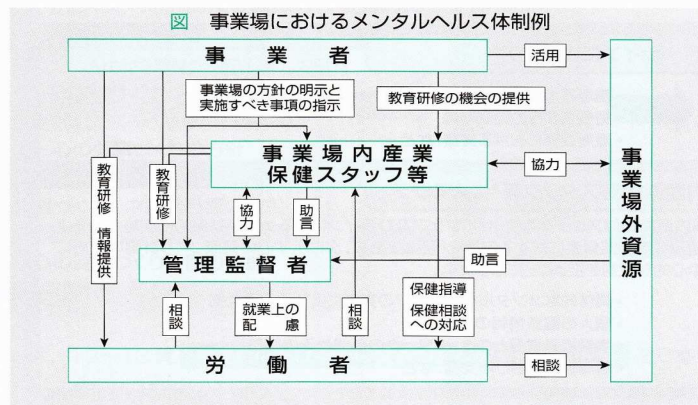 図 事業場におけるメンタルヘルス体制例
事業者
活用
事業場の方針の明示と
実施すべき事項の指示
教育研修の機会の提供
事業場内産業
保健スタッフ等
協力
事業場外資源
教育研修 情報提供
教育研修
協力
助言
管理監督者
助言
相談
就業上の
配慮
相談
保健指導
保健相談
への対応
労働者
相談